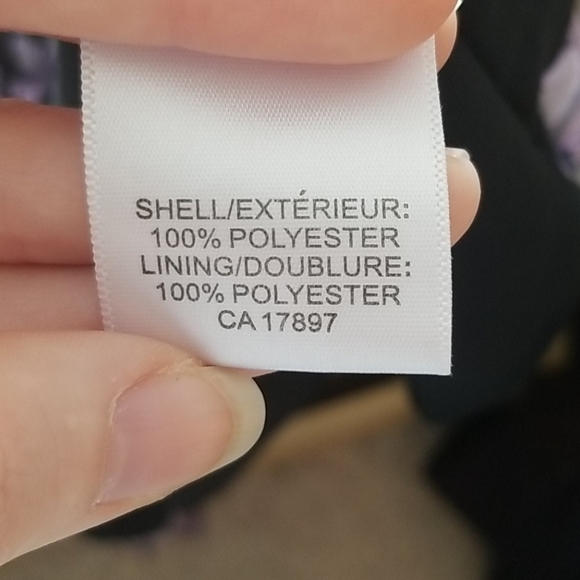 SHELL/EXTÉRIEUR:
100% POLYESTER
LINING/DOUBLURE:
100% POLYESTER
CA 17897